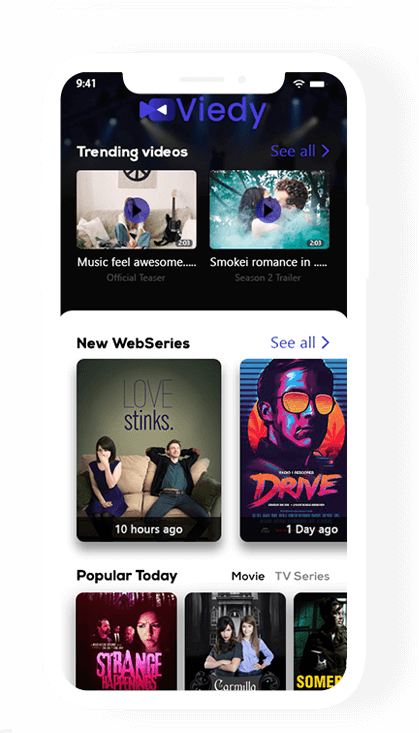 9:41
Viedy
Trending videos See all
2:03 2:03
Music feel awesome..... Smokei romance in .....
Official Teaser Season 2 Trailer
New WebSeries See all
LOVE
stinks.
DRIVE
10 hours ago 1 Day ago
Popular Today Movie TV Series
STRANGE
HAPPENINGS
Carmilla
SOMER